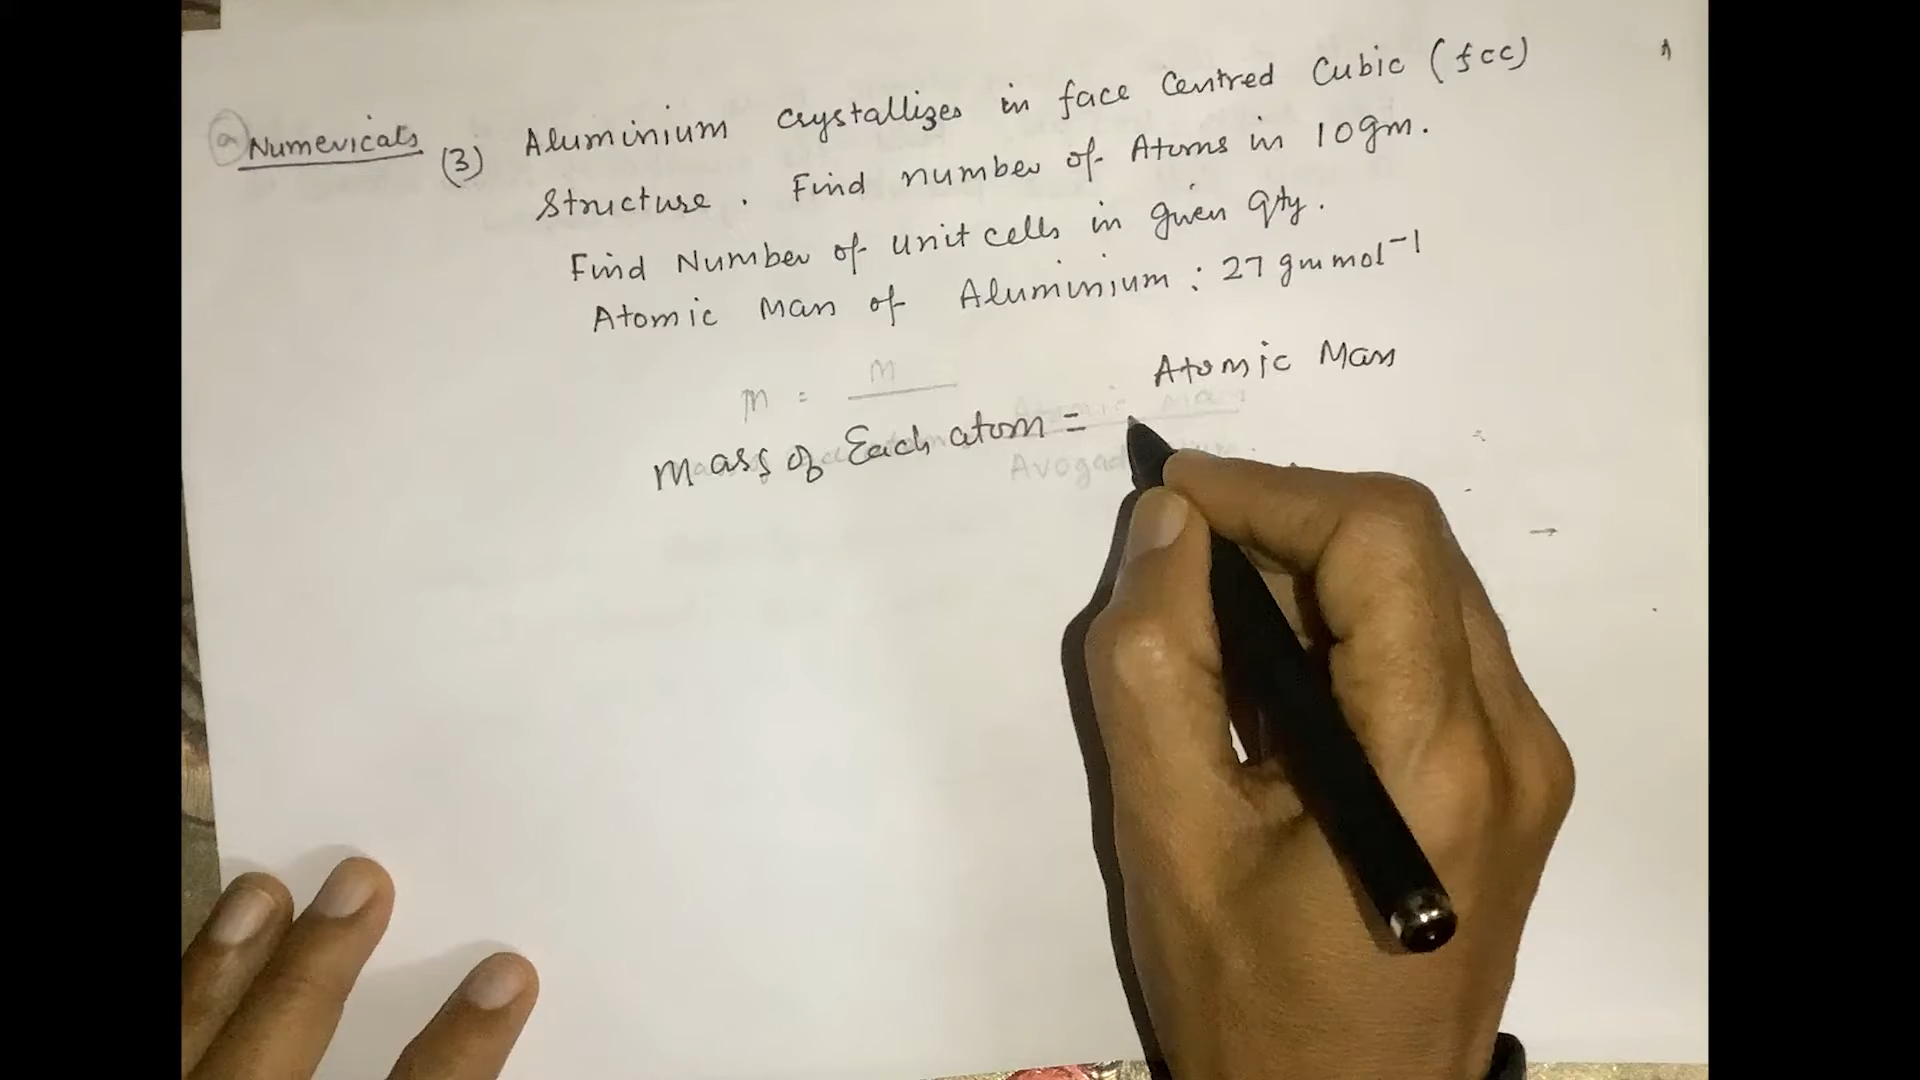 Numericals (3) Aluminium crystallizes in face Centred Cubic (fcc)
Structure. Find number of Atoms in 10gm.
Find Number of unit cells in given qty.
Atomic Mass of Aluminium : 27 gm mol⁻¹
m = M
Atomic Mass
Mass of Each atom =